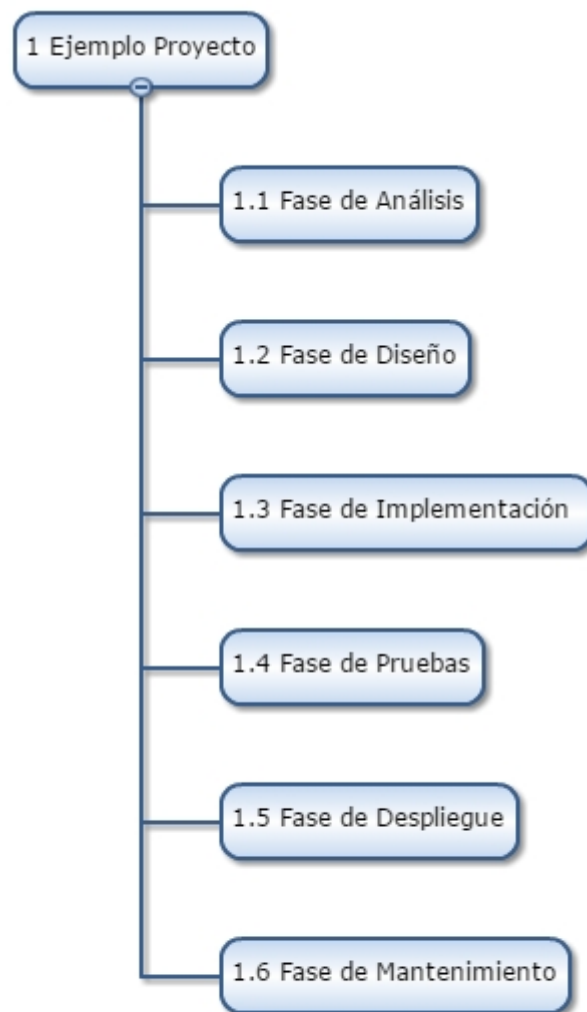 1 Ejemplo Proyecto
1.1 Fase de Análisis
1.2 Fase de Diseño
1.3 Fase de Implementación
1.4 Fase de Pruebas
1.5 Fase de Despliegue
1.6 Fase de Mantenimiento